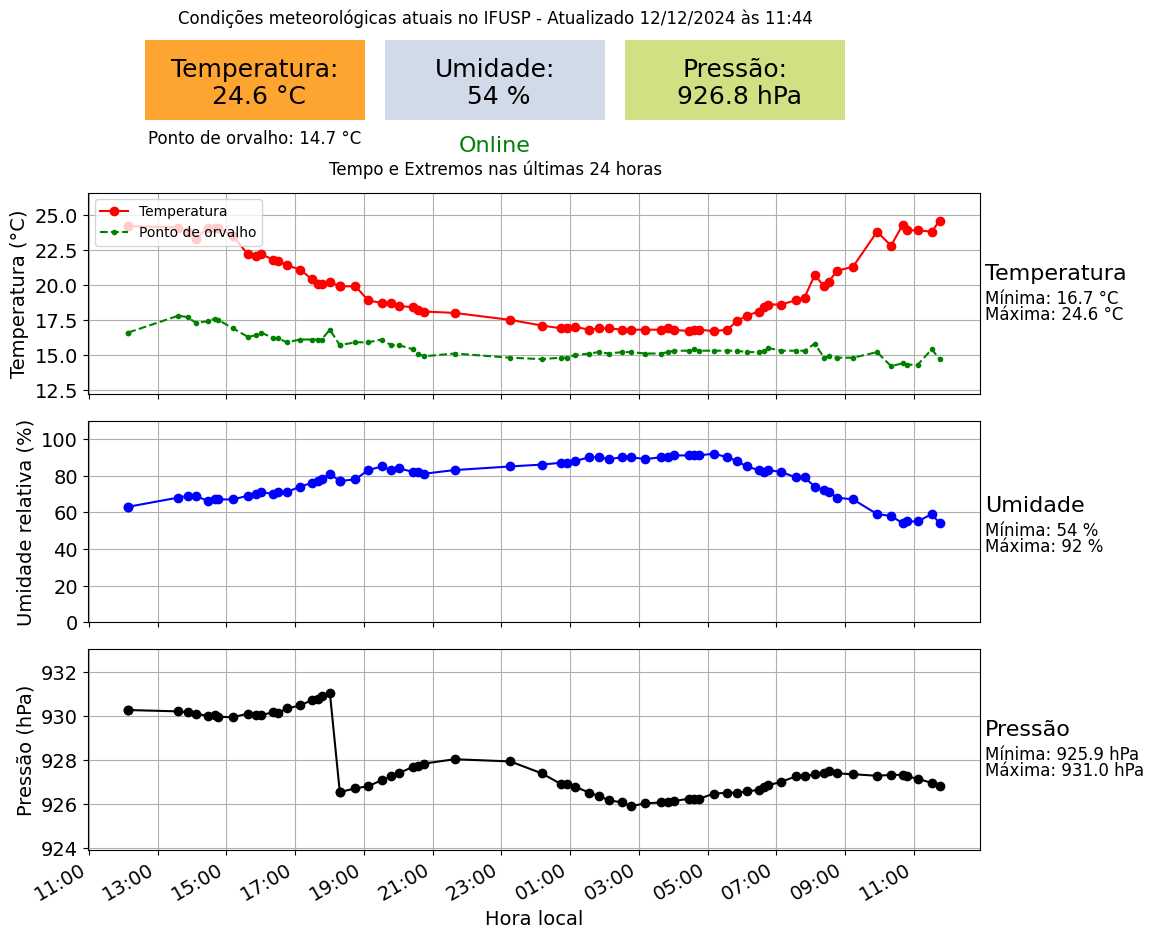 Condições meteorológicas atuais no IFUSP - Atualizado 12/12/2024 às 11:44
Temperatura:
24.6 °C
Umidade:
54 %
Pressão:
926.8 hPa
Ponto de orvalho: 14.7 °C
Online
Tempo e Extremos nas últimas 24 horas
Temperatura (°C)
25.0
22.5
20.0
17.5
15.0
12.5
Temperatura
Ponto de orvalho
Temperatura
Mínima: 16.7 °C
Máxima: 24.6 °C
Umidade relativa (%)
100
80
60
40
20
0
Umidade
Mínima: 54 %
Máxima: 92 %
Pressão (hPa)
932
930
928
926
924
Pressão
Mínima: 925.9 hPa
Máxima: 931.0 hPa
11:00 13:00 15:00 17:00 19:00 21:00 23:00 01:00 03:00 05:00 07:00 09:00 11:00
Hora local